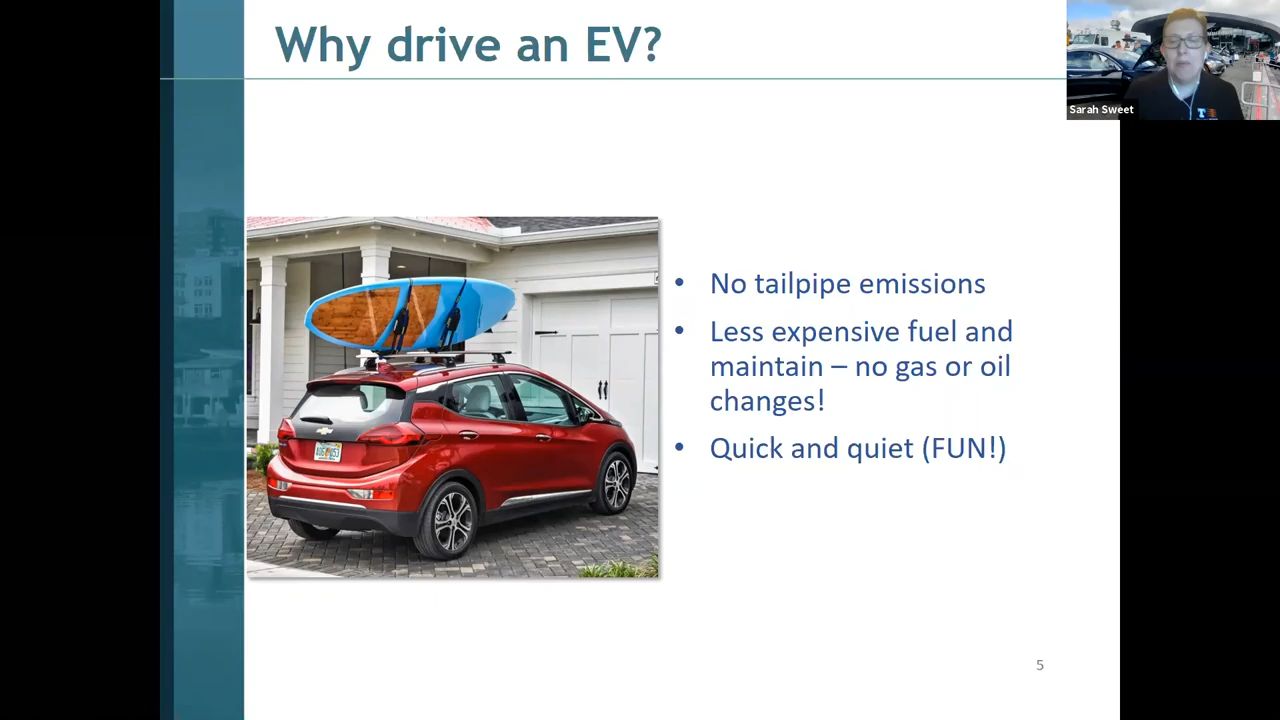 Why drive an EV?
Sarah Sweet
• No tailpipe emissions
• Less expensive fuel and
maintain – no gas or oil
changes!
• Quick and quiet (FUN!)
5